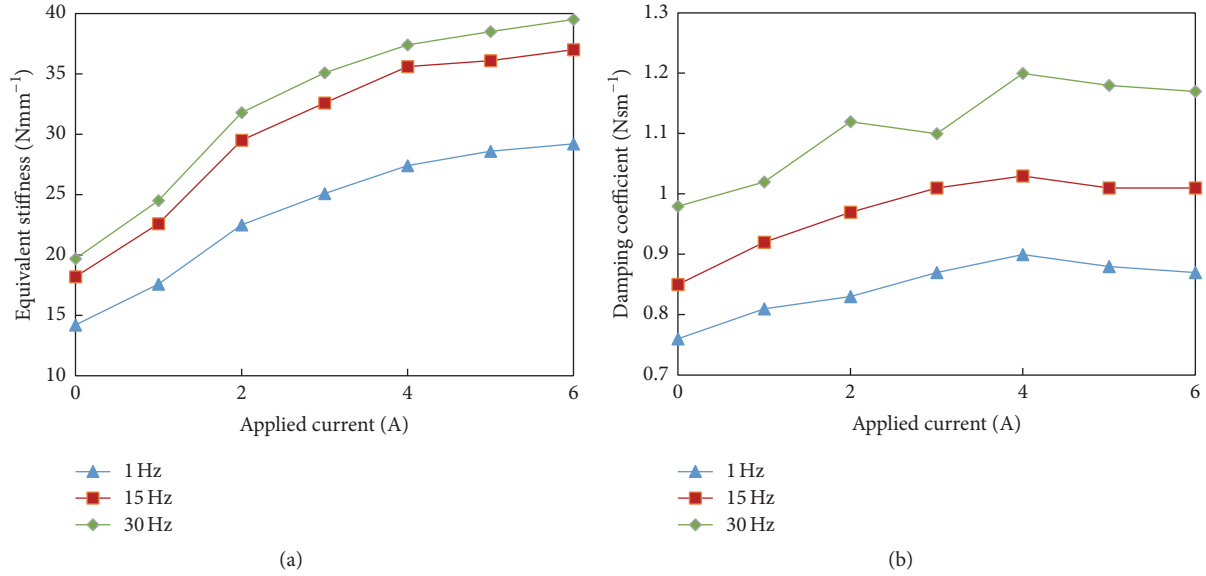 Equivalent stiffness (Nmm⁻¹)
40
35
30
25
20
15
10
0
2
4
6
Applied current (A)
1 Hz
15 Hz
30 Hz
(a)
Damping coefficient (Nsm⁻¹)
1.3
1.2
1.1
1
0.9
0.8
0.7
0
2
4
6
Applied current (A)
1 Hz
15 Hz
30 Hz
(b)